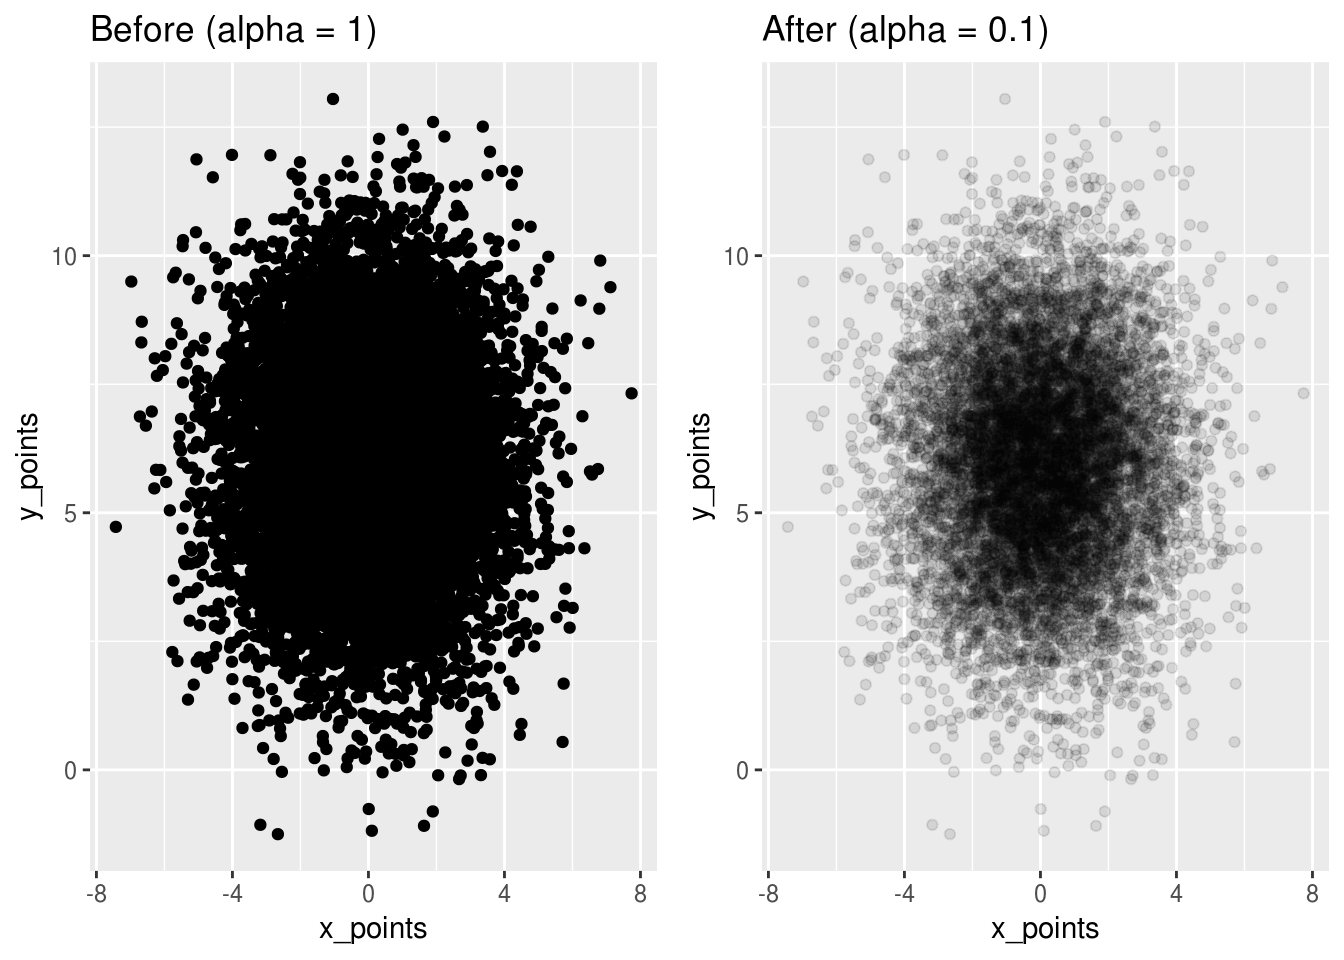 Before (alpha = 1)
10
5
0
y_points
-8 -4 0 4 8
x_points
After (alpha = 0.1)
10
5
0
y_points
-8 -4 0 4 8
x_points